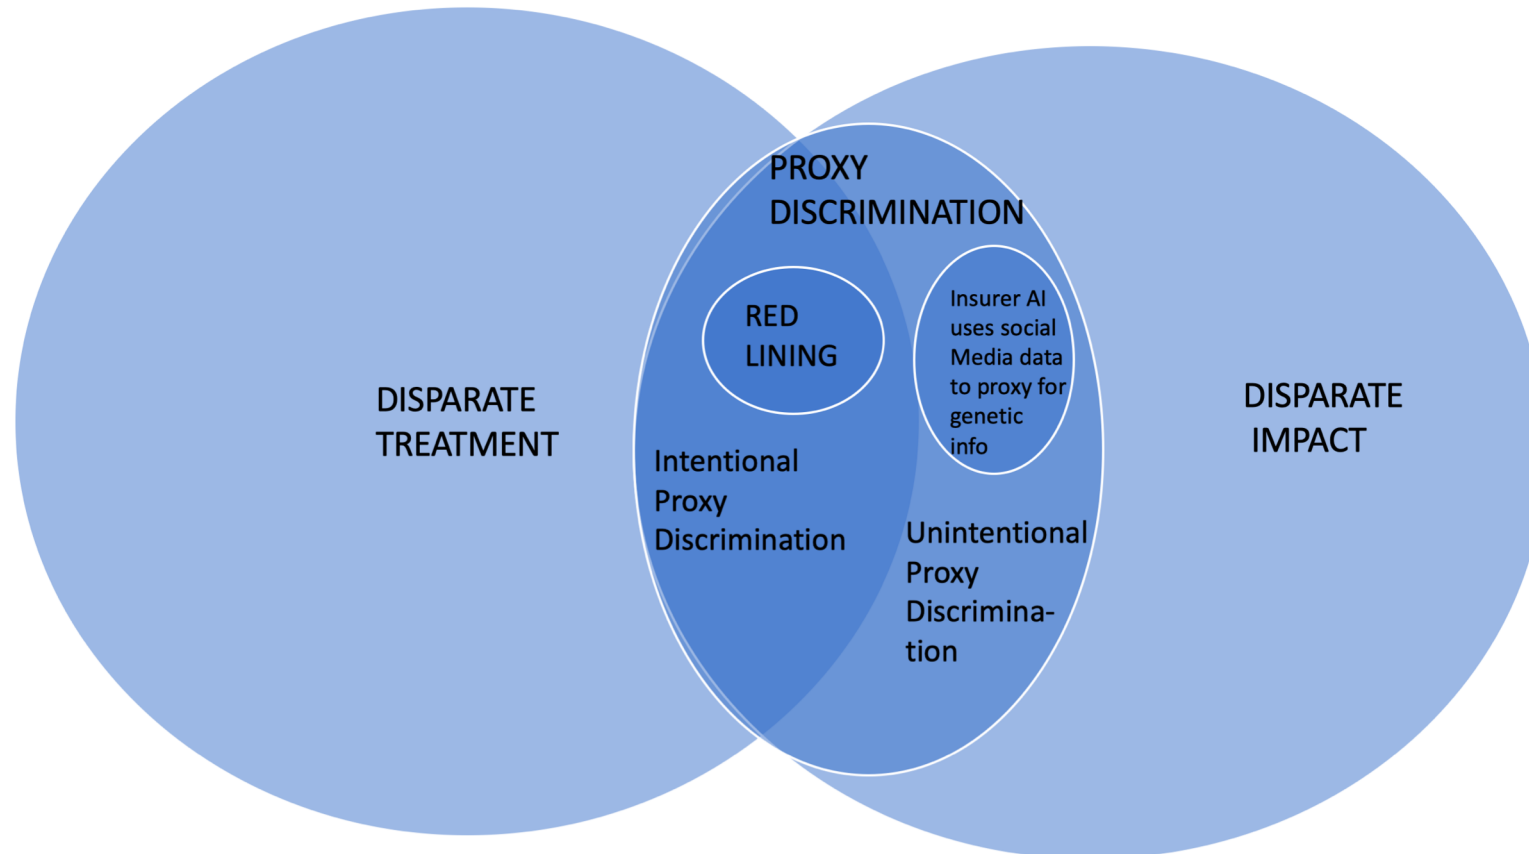 PROXY
DISCRIMINATION
RED
LINING
Insurer AI
uses social
Media data
to proxy for
genetic
info
DISPARATE
TREATMENT
DISPARATE
IMPACT
Intentional
Proxy
Discrimination
Unintentional
Proxy
Discrimina-
tion